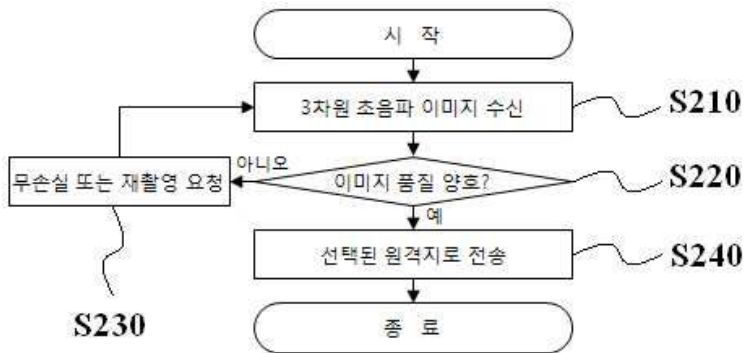 시 작
3차원 초음파 이미지 수신
S210
아니오
무손실 또는 재촬영 요청
이미지 품질 양호?
S220
예
선택된 원격지로 전송
S240
S230
종 료